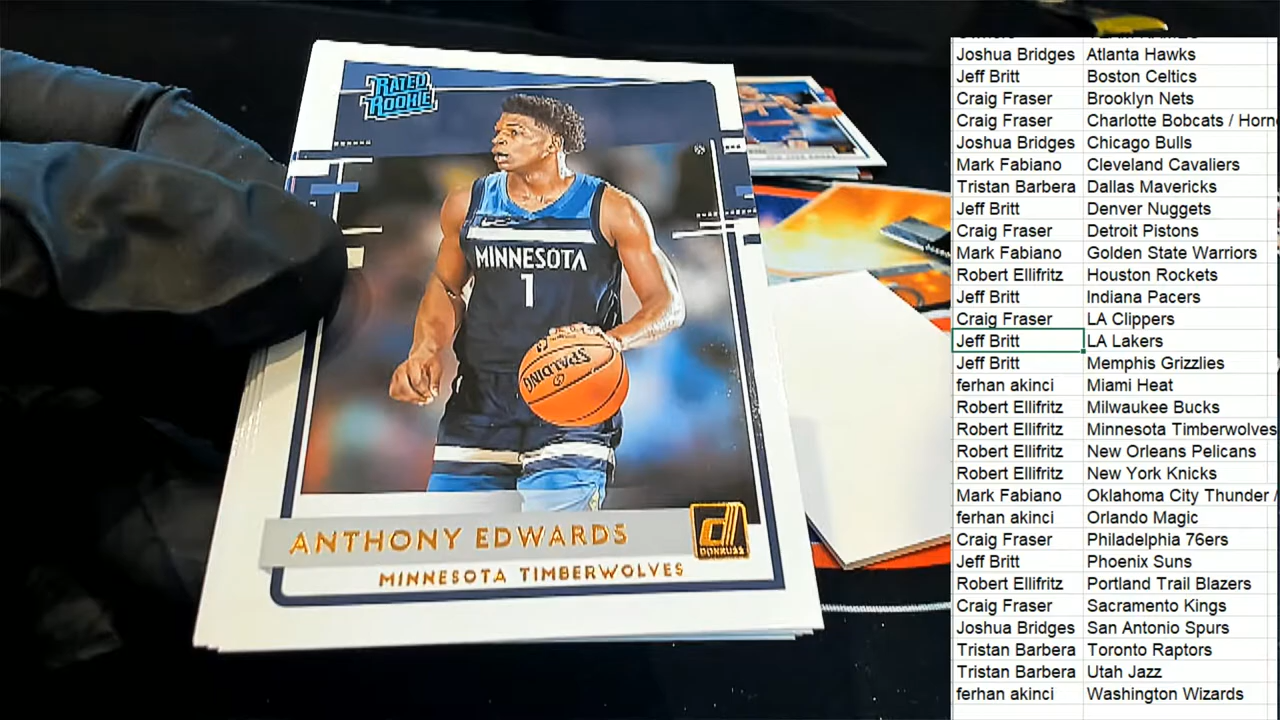 RATED
ROOKIE
MINNESOTA
1
SPALDING
ANTHONY EDWARDS
d
DONRUSS
MINNESOTA TIMBERWOLVES
Joshua Bridges Atlanta Hawks
Jeff Britt Boston Celtics
Craig Fraser Brooklyn Nets
Craig Fraser Charlotte Bobcats / Horne
Joshua Bridges Chicago Bulls
Mark Fabiano Cleveland Cavaliers
Tristan Barbera Dallas Mavericks
Jeff Britt Denver Nuggets
Craig Fraser Detroit Pistons
Mark Fabiano Golden State Warriors
Robert Ellifritz Houston Rockets
Jeff Britt Indiana Pacers
Craig Fraser LA Clippers
Jeff Britt LA Lakers
Jeff Britt Memphis Grizzlies
ferhan akinci Miami Heat
Robert Ellifritz Milwaukee Bucks
Robert Ellifritz Minnesota Timberwolves
Robert Ellifritz New Orleans Pelicans
Robert Ellifritz New York Knicks
Mark Fabiano Oklahoma City Thunder /
ferhan akinci Orlando Magic
Craig Fraser Philadelphia 76ers
Jeff Britt Phoenix Suns
Robert Ellifritz Portland Trail Blazers
Craig Fraser Sacramento Kings
Joshua Bridges San Antonio Spurs
Tristan Barbera Toronto Raptors
Tristan Barbera Utah Jazz
ferhan akinci Washington Wizards